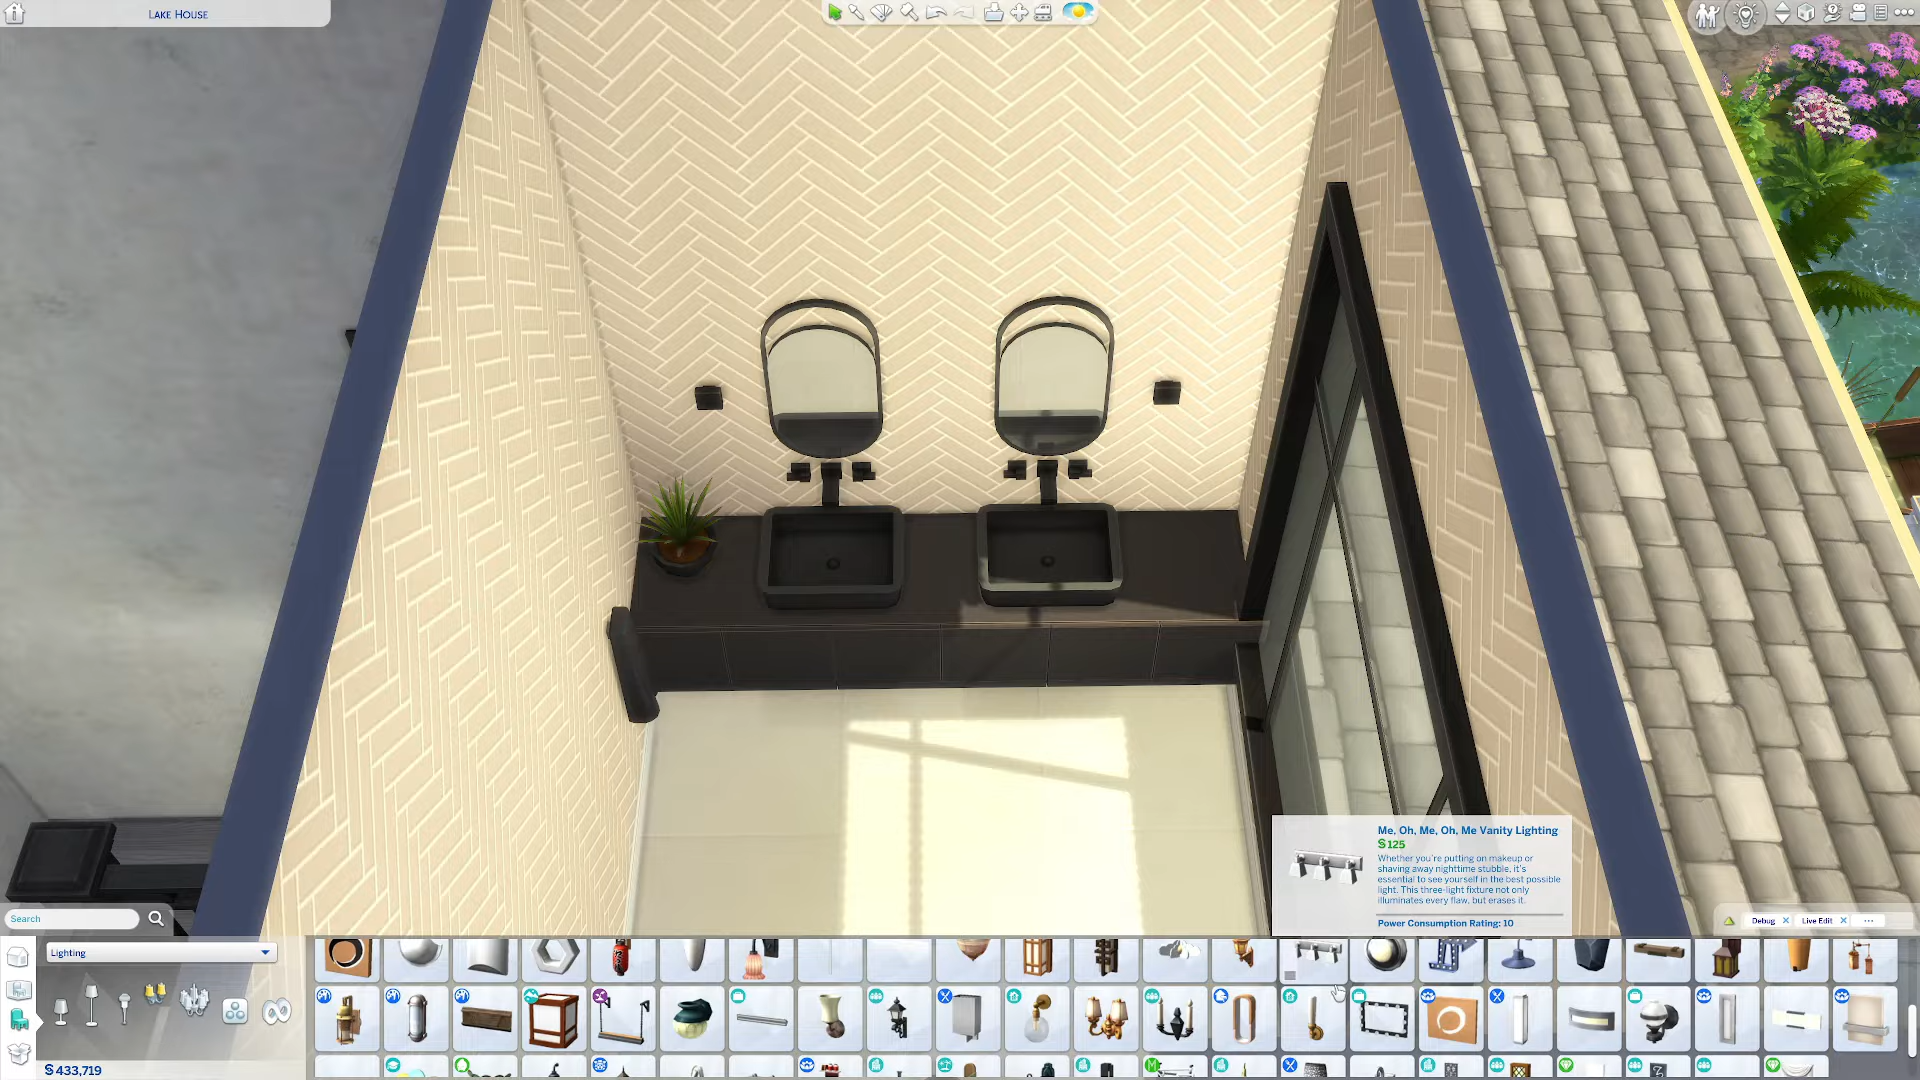 LAKE HOUSE
Me, Oh, Me, Oh, Me Vanity Lighting
§125
Whether you're putting on makeup or
shaving away nighttime stubble, it's
essential to see yourself in the best possible
light. This three-light fixture not only
illuminates every flaw, but erases it.
Power Consumption Rating: 10
Search
Debug
Live Edit
Lighting
§433,719